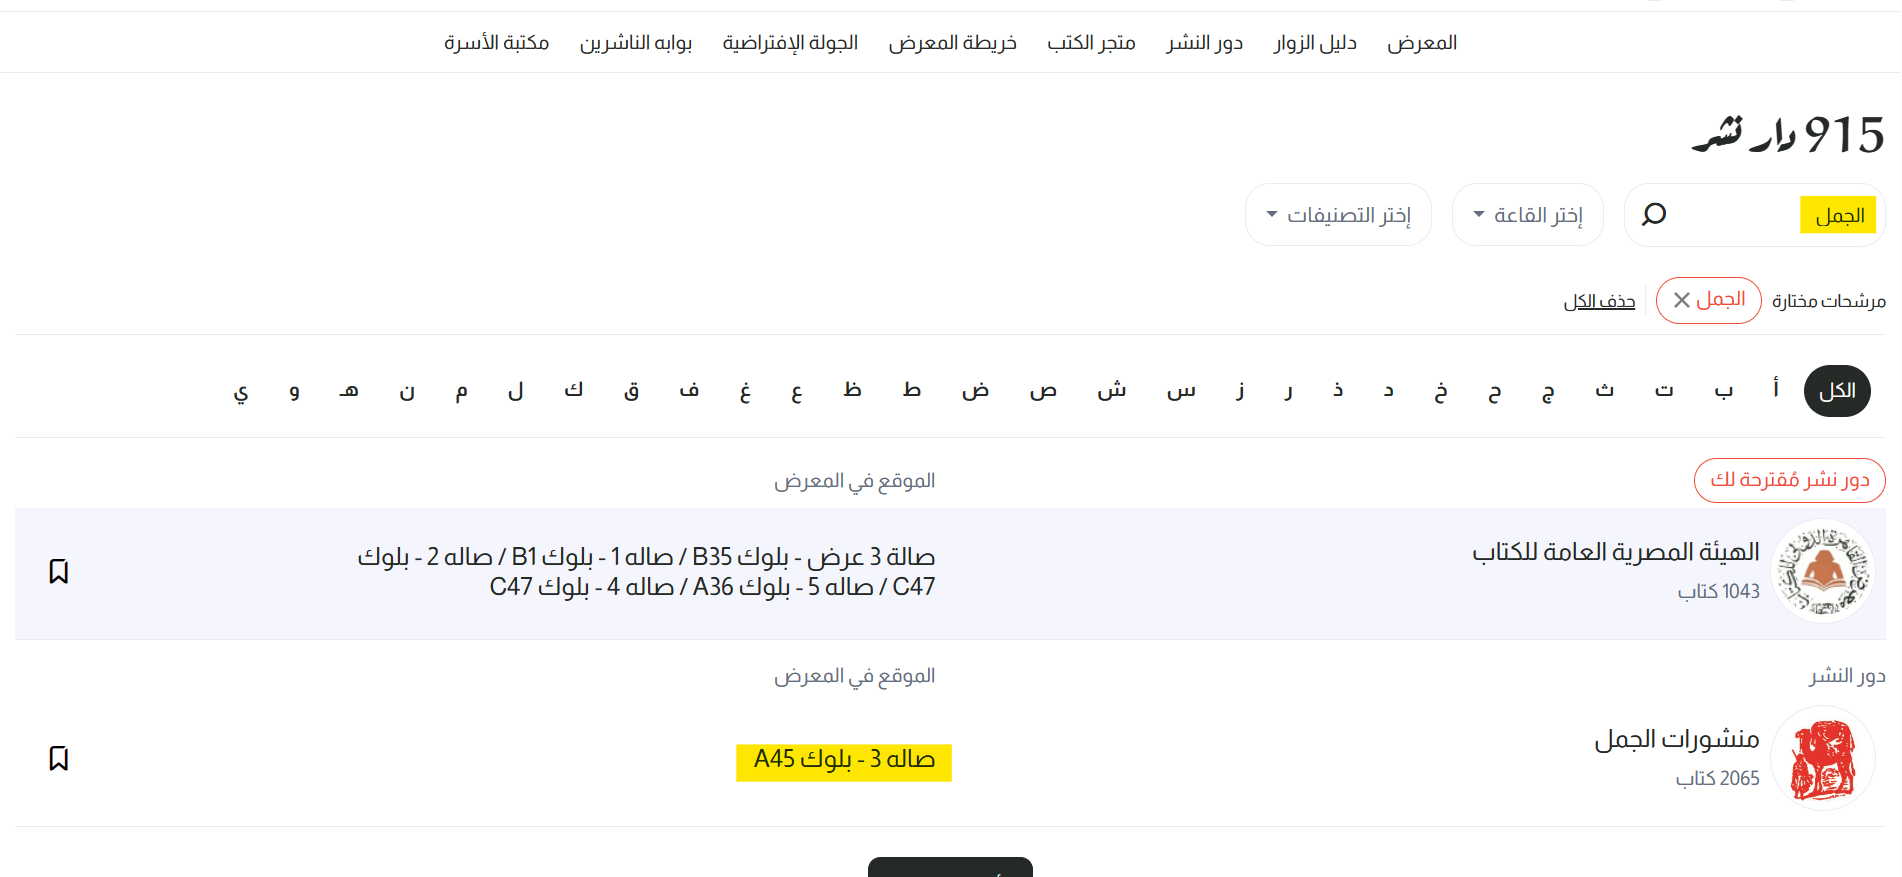 المعرض دليل الزوار دور النشر متجر الكتب خريطة المعرض الجولة الإفتراضية بوابه الناشرين مكتبة الأسرة
915 دار نشر
الجمل إختر القاعة إختر التصنيفات
مرشحات مختارة الجمل حذف الكل
الكل أ ب ت ث ج ح خ د ذ ر ز س ش ص ض ط ظ ع غ ف ق ك ل م ن هـ و ي
دور نشر مُقترحة لك الموقع في المعرض
الهيئة المصرية العامة للكتاب
1043 كتاب
صالة 3 عرض - بلوك B35 / صاله 1 - بلوك B1 / صاله 2 - بلوك
C47 / صاله 5 - بلوك A36 / صاله 4 - بلوك C47
دور النشر الموقع في المعرض
منشورات الجمل
2065 كتاب
صاله 3 - بلوك A45